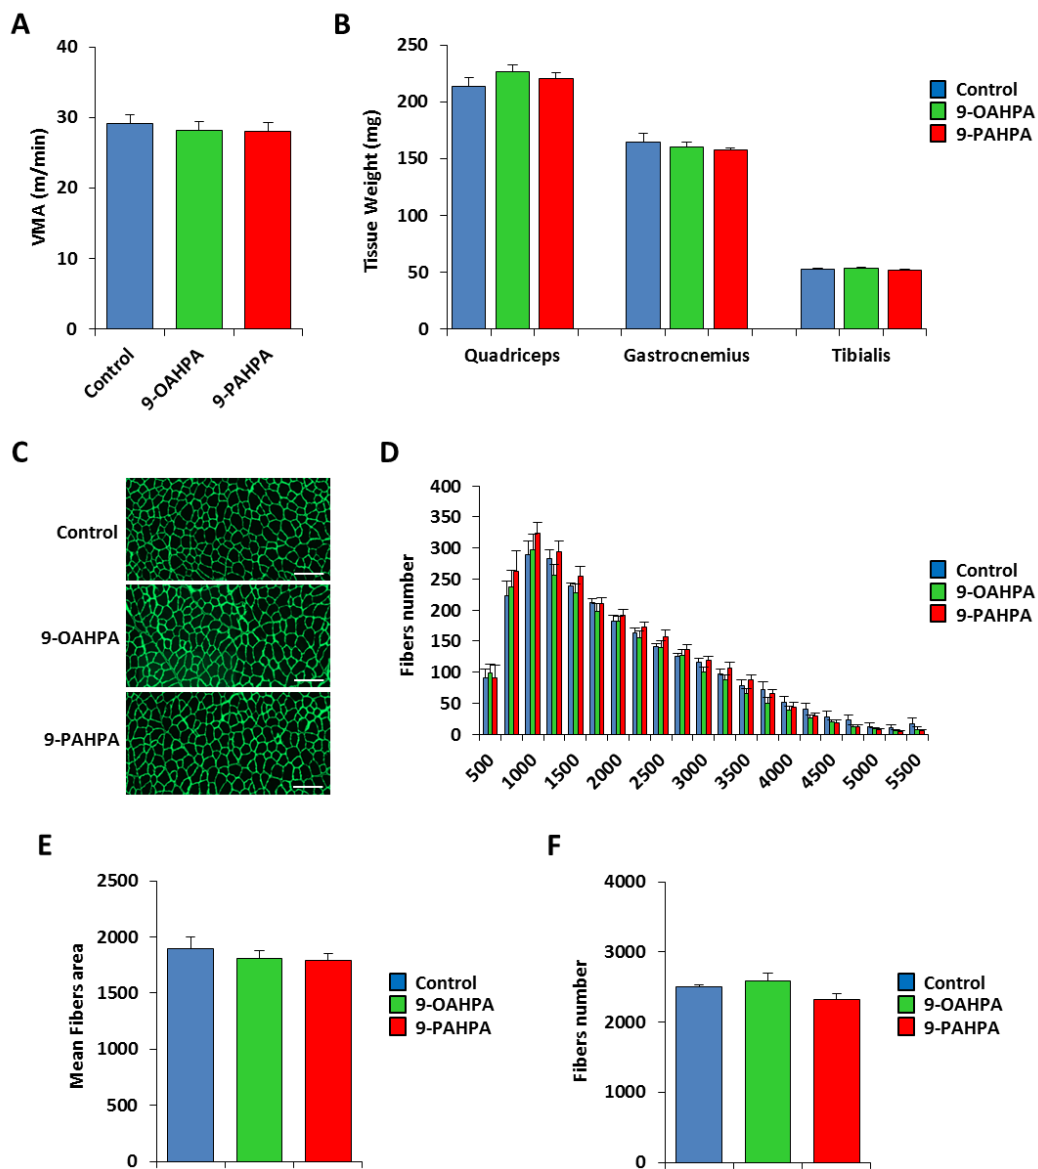 A
VMA (m/min)
40
30
20
10
0
Control
9-OAHPA
9-PAHPA
B
Tissue Weight (mg)
250
200
150
100
50
0
Quadriceps
Gastrocnemius
Tibialis
Control
9-OAHPA
9-PAHPA
C
Control
9-OAHPA
9-PAHPA
D
Fibers number
400
350
300
250
200
150
100
50
0
500
1000
1500
2000
2500
3000
3500
4000
4500
5000
5500
Control
9-OAHPA
9-PAHPA
E
Mean Fibers area
2500
2000
1500
1000
500
0
Control
9-OAHPA
9-PAHPA
F
Fibers number
4000
3000
2000
1000
0
Control
9-OAHPA
9-PAHPA